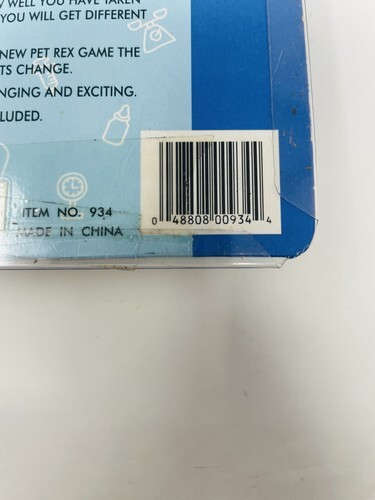 WELL YOU HAVE TAKEN
YOU WILL GET DIFFERENT
NEW PET REX GAME THE
TS CHANGE.
NGING AND EXCITING.
LUDED.
ITEM NO. 934
MADE IN CHINA
0 48808 00934 4